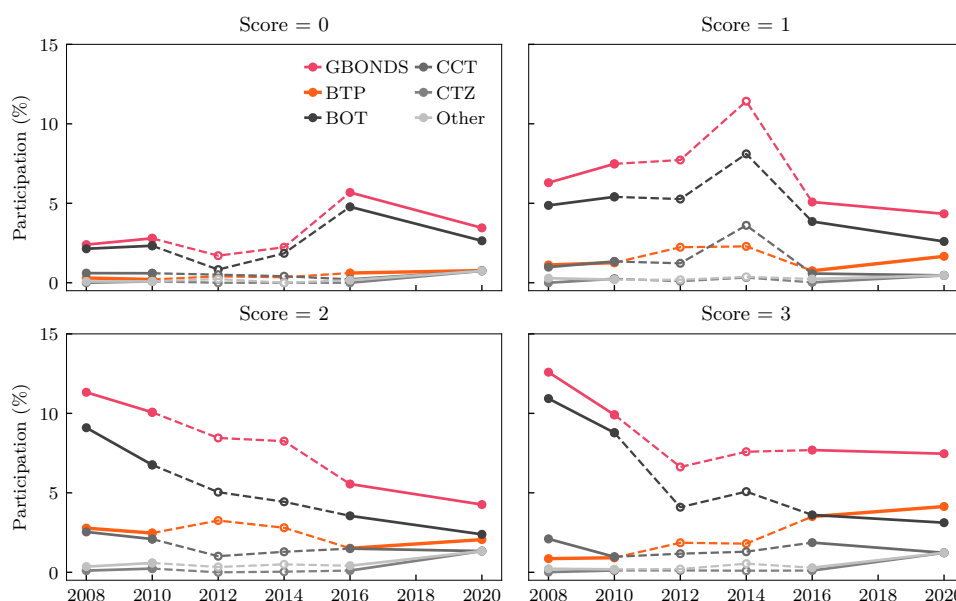 Score = 0
Score = 1
15
10
5
0
Participation (%)
GBONDS
BTP
BOT
CCT
CTZ
Other
Score = 2
Score = 3
15
10
5
0
Participation (%)
2008 2010 2012 2014 2016 2018 2020
2008 2010 2012 2014 2016 2018 2020